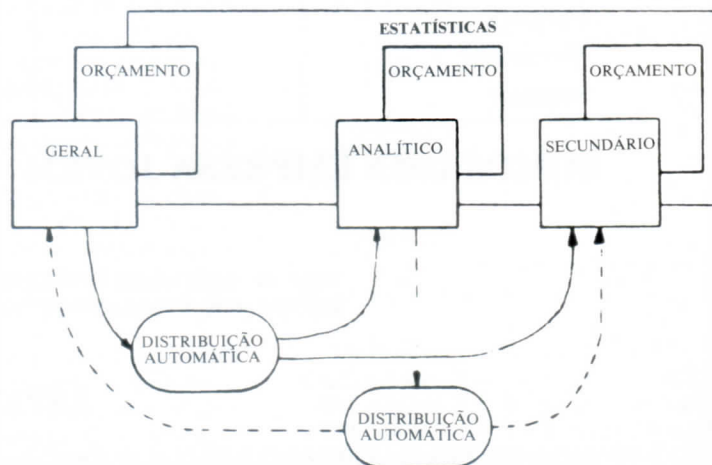 ESTATÍSTICAS
ORÇAMENTO
ORÇAMENTO
ORÇAMENTO
GERAL
ANALÍTICO
SECUNDÁRIO
DISTRIBUIÇÃO
AUTOMÁTICA
DISTRIBUIÇÃO
AUTOMÁTICA